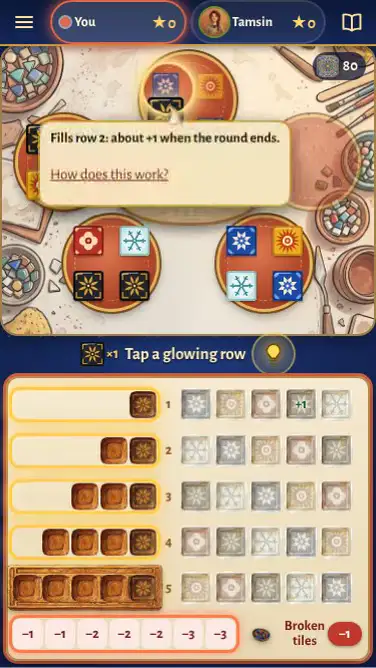 You ★0
Tamsin ★0
80
Fills row 2: about +1 when the round ends.
How does this work?
×1 Tap a glowing row
1
+1
2
3
4
5
−1 −1 −2 −2 −2 −3 −3
Broken
tiles
−1